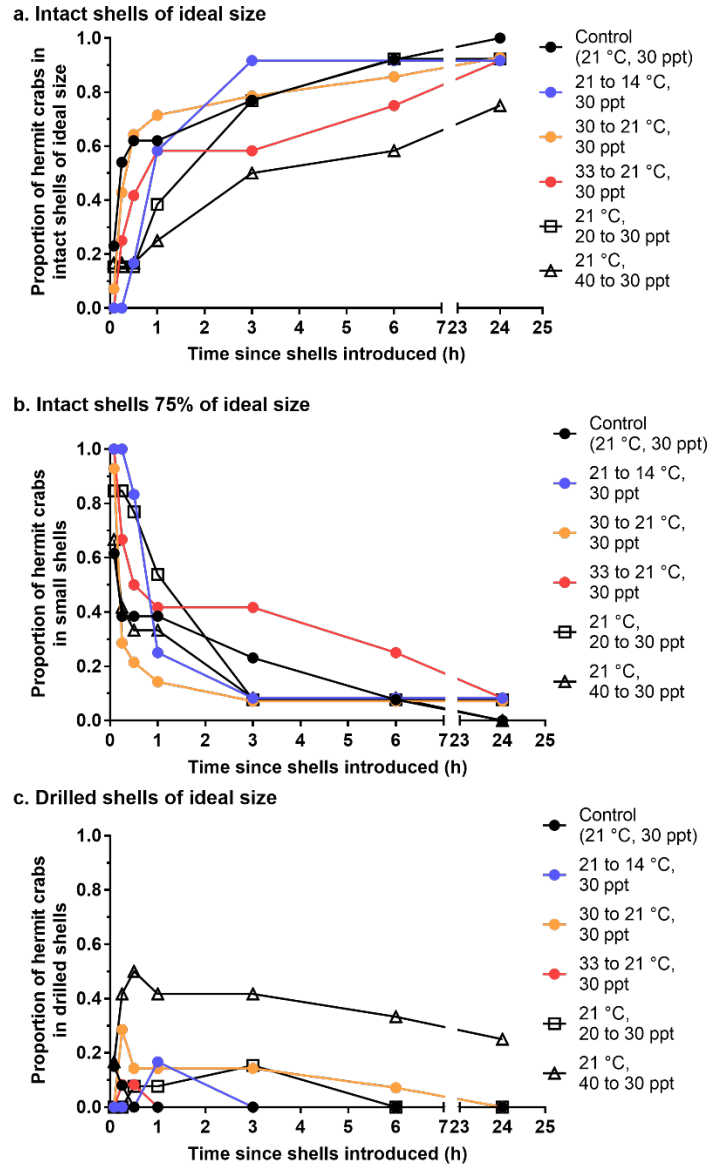 a. Intact shells of ideal size
Proportion of hermit crabs in
intact shells of ideal size
1.0
0.8
0.6
0.4
0.2
0.0
0 1 2 3 4 5 6 7 23 24 25
Time since shells introduced (h)
Control
(21 °C, 30 ppt)
21 to 14 °C,
30 ppt
30 to 21 °C,
30 ppt
33 to 21 °C,
30 ppt
21 °C,
20 to 30 ppt
21 °C,
40 to 30 ppt
b. Intact shells 75% of ideal size
Proportion of hermit crabs
in small shells
1.0
0.8
0.6
0.4
0.2
0.0
0 1 2 3 4 5 6 7 23 24 25
Time since shells introduced (h)
Control
(21 °C, 30 ppt)
21 to 14 °C,
30 ppt
30 to 21 °C,
30 ppt
33 to 21 °C,
30 ppt
21 °C,
20 to 30 ppt
21 °C,
40 to 30 ppt
c. Drilled shells of ideal size
Proportion of hermit crabs
in drilled shells
1.0
0.8
0.6
0.4
0.2
0.0
0 1 2 3 4 5 6 7 23 24 25
Time since shells introduced (h)
Control
(21 °C, 30 ppt)
21 to 14 °C,
30 ppt
30 to 21 °C,
30 ppt
33 to 21 °C,
30 ppt
21 °C,
20 to 30 ppt
21 °C,
40 to 30 ppt